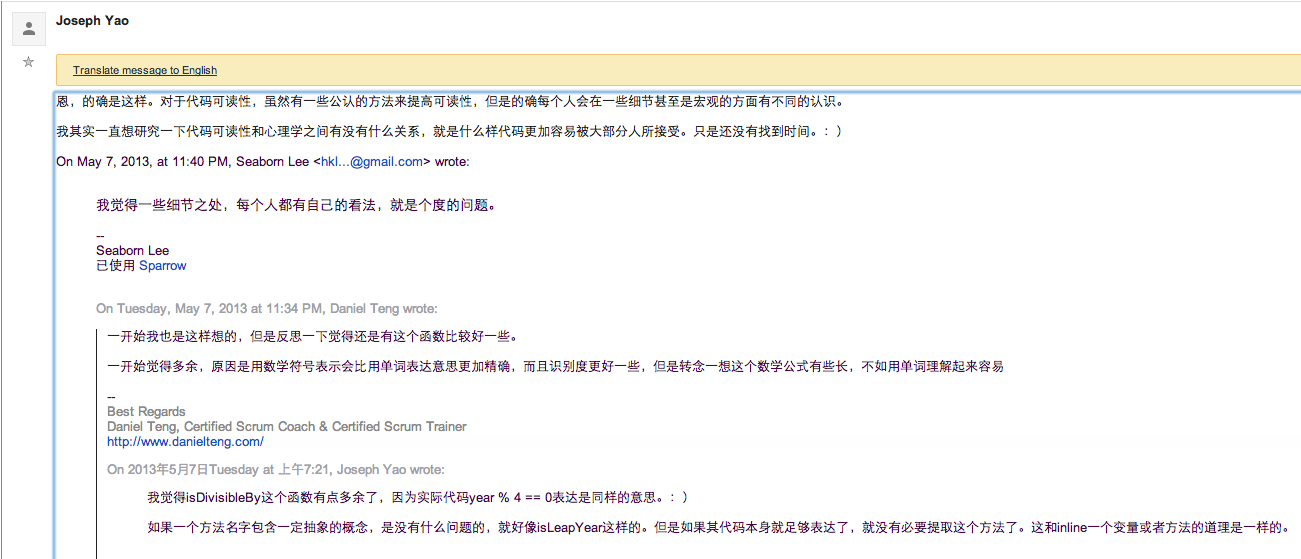 Joseph Yao
Translate message to English
恩，的确是这样。对于代码可读性，虽然有一些公认的方法来提高可读性，但是的确每个人会在一些细节甚至是宏观的方面有不同的认识。
我其实一直想研究一下代码可读性和心理学之间有没有什么关系，就是什么样代码更加容易被大部分人所接受。只是还没有找到时间。：）
On May 7, 2013, at 11:40 PM, Seaborn Lee <hkl...@gmail.com> wrote:
我觉得一些细节之处，每个人都有自己的看法，就是个度的问题。
--
Seaborn Lee
已使用 Sparrow
On Tuesday, May 7, 2013 at 11:34 PM, Daniel Teng wrote:
一开始我也是这样想的，但是反思一下觉得还是有这个函数比较好一些。
一开始觉得多余，原因是用数学符号表示会比用单词表达意思更加精确，而且识别度更好一些，但是转念一想这个数学公式有些长，不如用单词理解起来容易
--
Best Regards
Daniel Teng, Certified Scrum Coach & Certified Scrum Trainer
http://www.danielteng.com/
On 2013年5月7日Tuesday at 上午7:21, Joseph Yao wrote:
我觉得isDivisibleBy这个函数有点多余了，因为实际代码year % 4 == 0表达是同样的意思。：）
如果一个方法名字包含一定抽象的概念，是没有什么问题的，就好像isLeapYear这样的。但是如果其代码本身就足够表达了，就没有必要提取这个方法了。这和inline一个变量或者方法的道理是一样的。